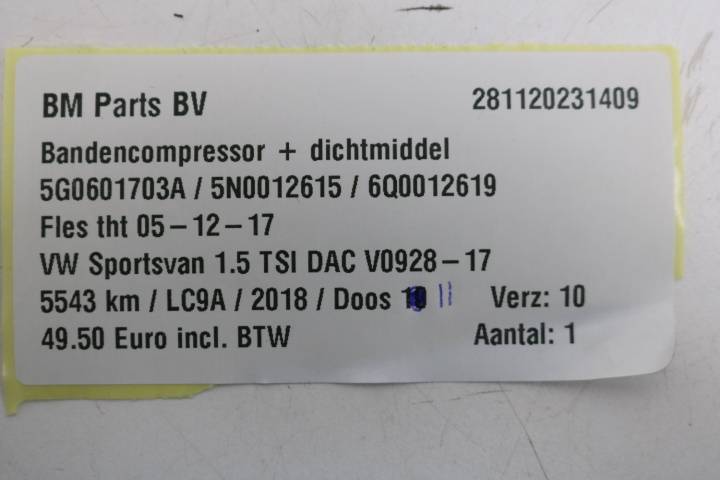 BM Parts BV 281120231409
Bandencompressor + dichtmiddel
5G0601703A / 5N0012615 / 6Q0012619
Fles tht 05-12-17
VW Sportsvan 1.5 TSI DAC V0928-17
5543 km / LC9A / 2018 / Doos 11 Verz: 10
49.50 Euro incl. BTW Aantal: 1